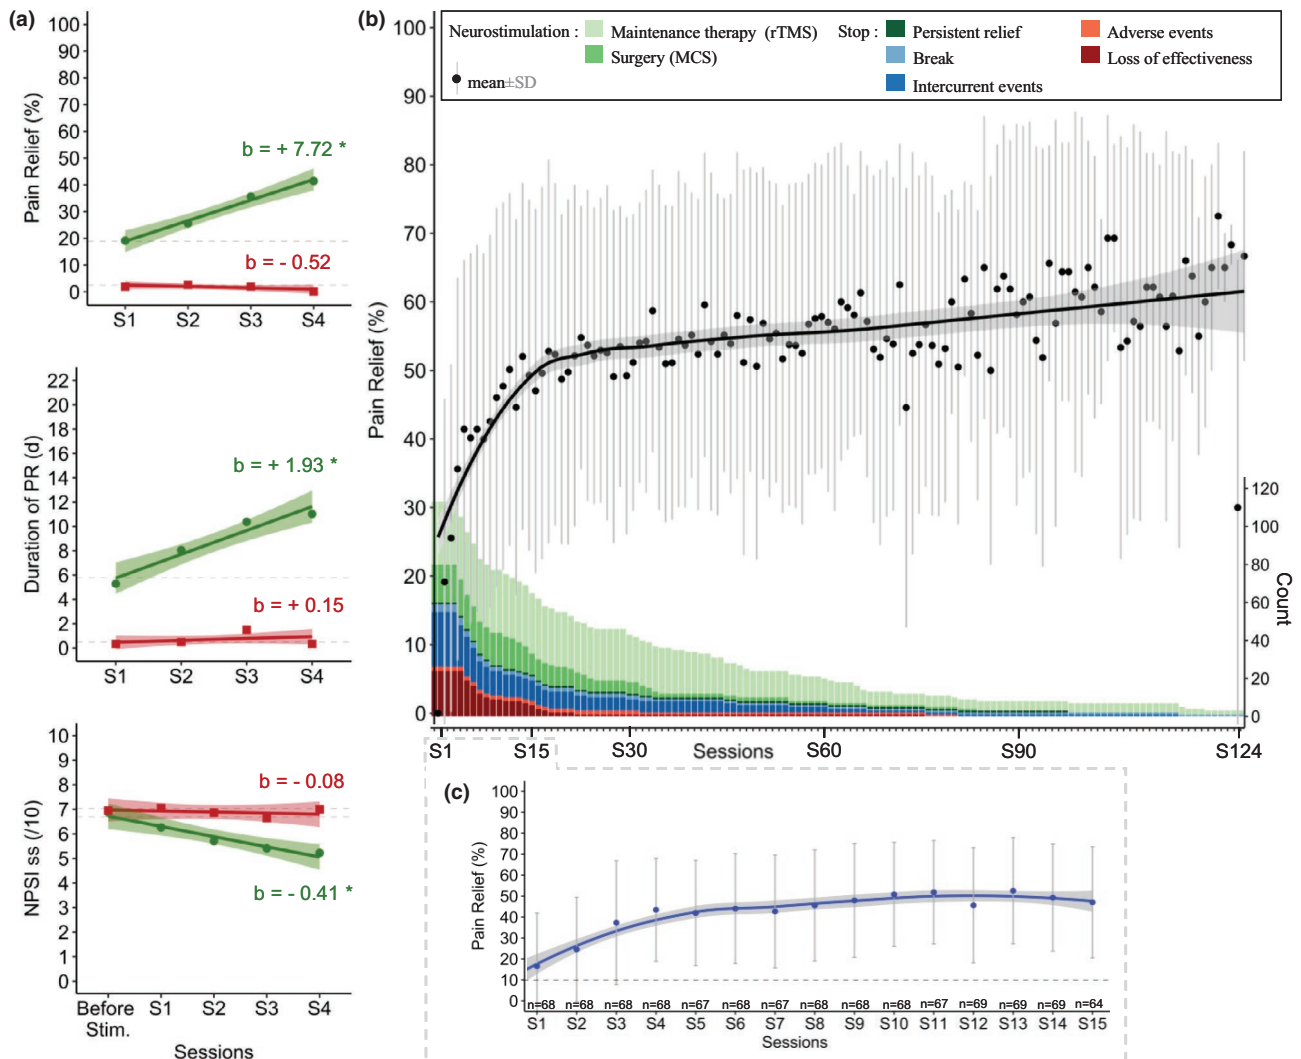 (a)
100
90
80
70
60
50
40
30
20
10
0
Pain Relief (%)
b = + 7.72 *
b = - 0.52
S1 S2 S3 S4
22
20
18
16
14
12
10
8
6
4
2
0
Duration of PR (d)
b = + 1.93 *
b = + 0.15
S1 S2 S3 S4
10
9
8
7
6
5
4
3
2
1
0
NPSI ss (/10)
b = - 0.08
b = - 0.41 *
Before S1 S2 S3 S4
Stim.
Sessions
(b)
Neurostimulation : Maintenance therapy (rTMS) Stop : Persistent relief Adverse events
Surgery (MCS) Break Loss of effectiveness
mean±SD Intercurrent events
100
90
80
70
60
50
40
30
20
10
0
Pain Relief (%)
120
100
80
60
40
20
0
Count
S1 S15 S30 Sessions S60 S90 S124
(c)
100
90
80
70
60
50
40
30
20
10
0
Pain Relief (%)
n=68 n=68 n=68 n=68 n=67 n=68 n=67 n=68 n=68 n=68 n=67 n=69 n=69 n=69 n=64
S1 S2 S3 S4 S5 S6 S7 S8 S9 S10 S11 S12 S13 S14 S15
Sessions